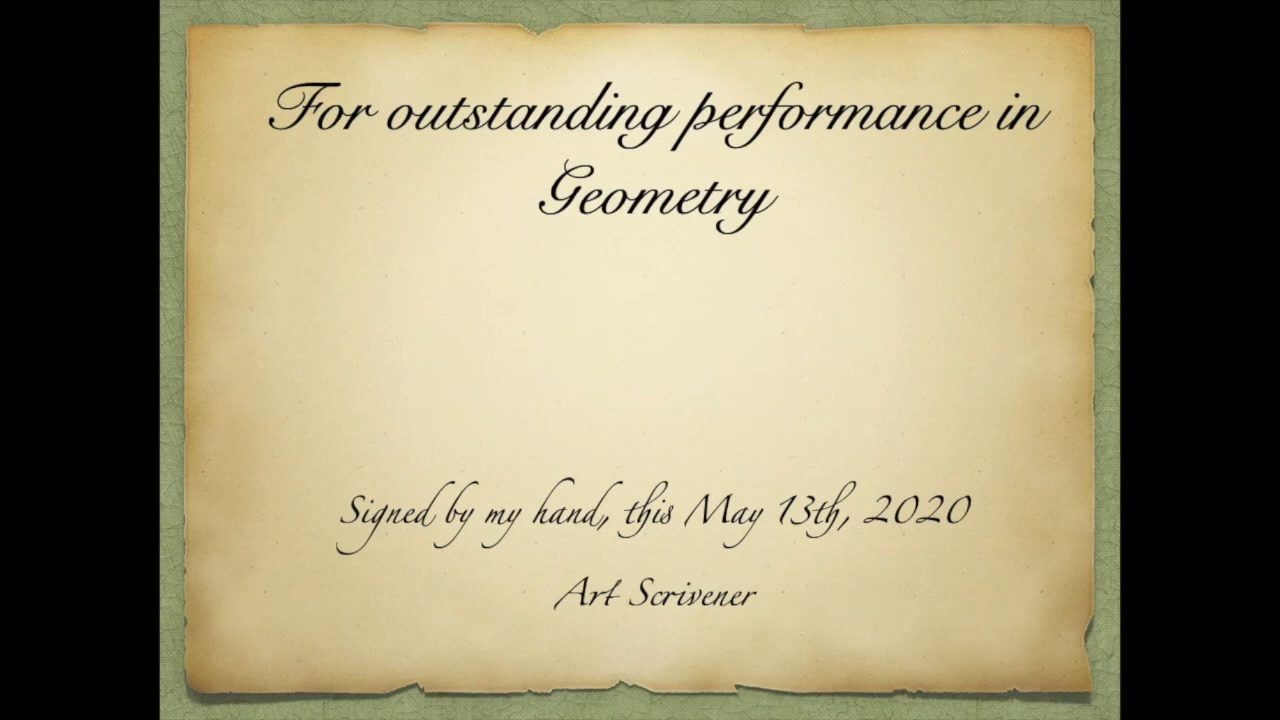 For outstanding performance in
Geometry
Signed by my hand, this May 13th, 2020
Art Scrivener